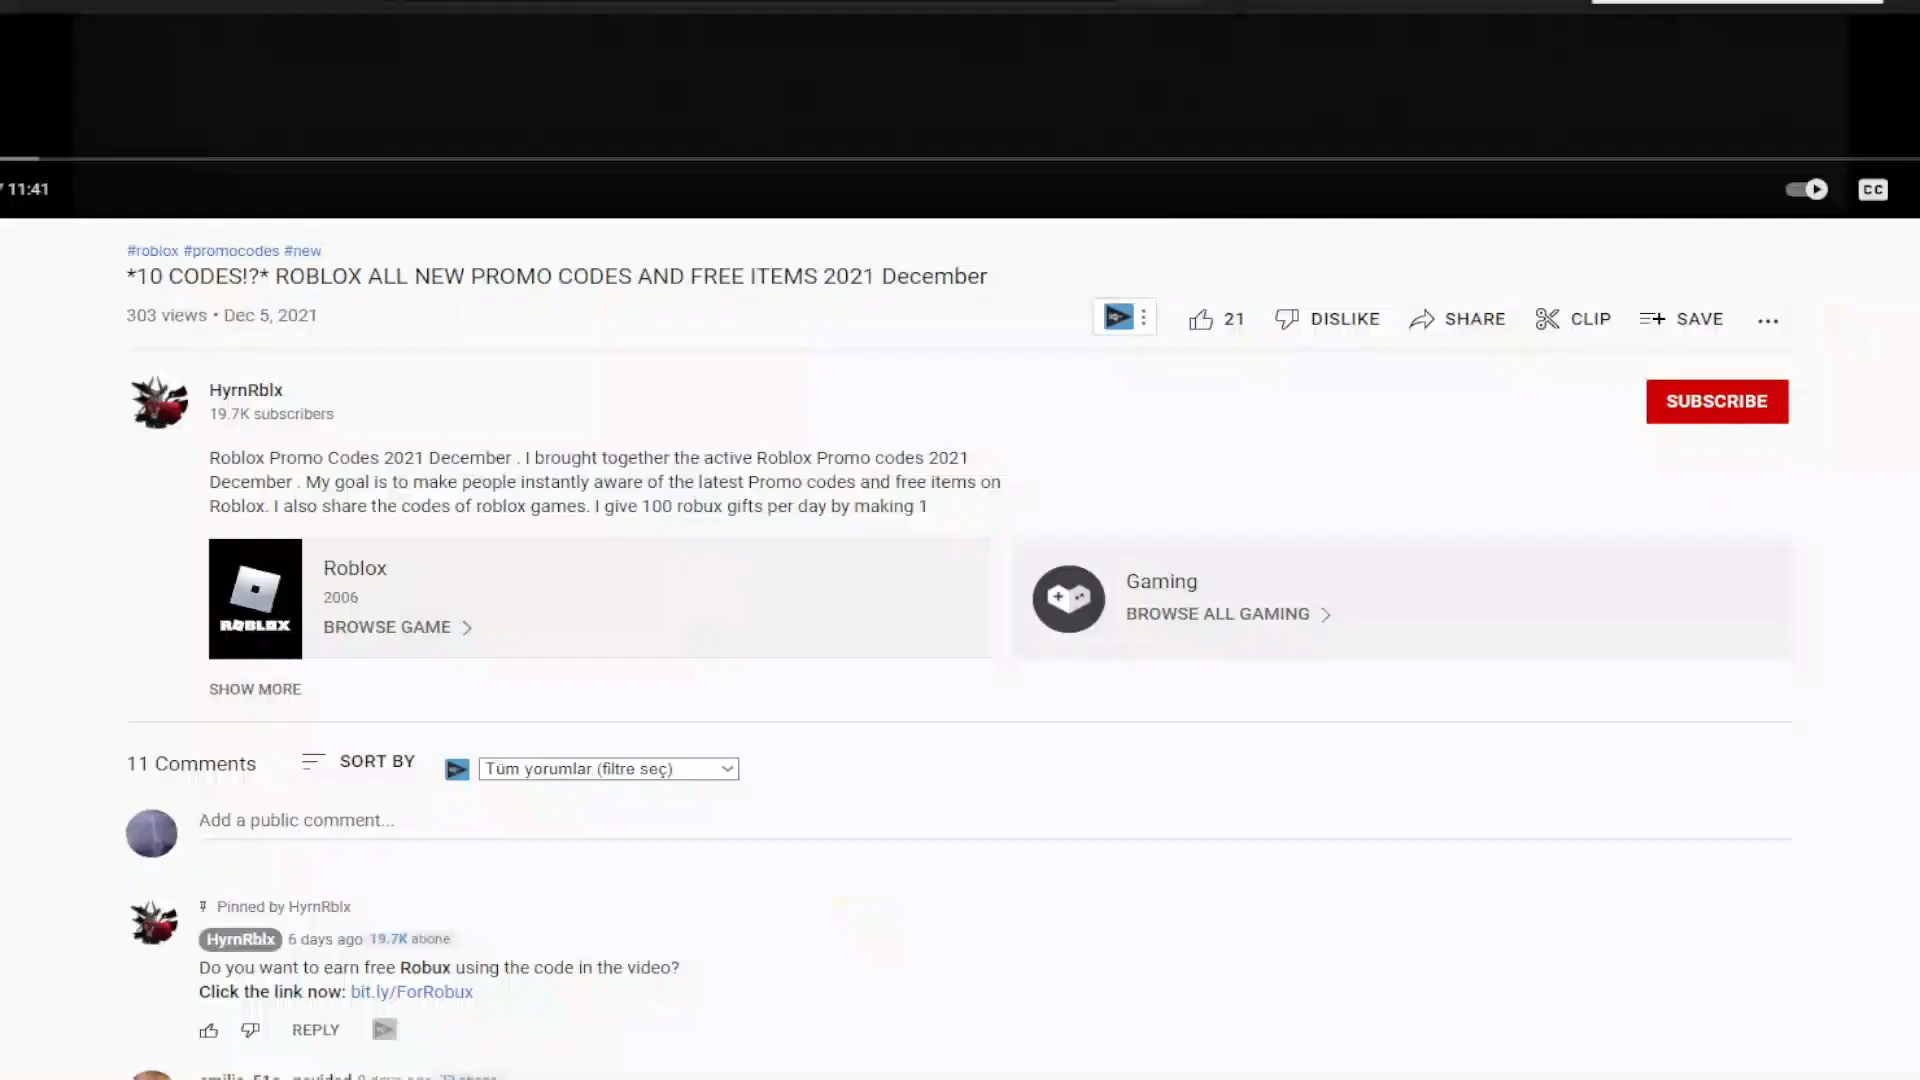 / 11:41
CC
#roblox #promocodes #new
*10 CODES!?* ROBLOX ALL NEW PROMO CODES AND FREE ITEMS 2021 December
303 views • Dec 5, 2021
21 DISLIKE SHARE CLIP SAVE ...
HyrnRblx
19.7K subscribers
SUBSCRIBE
Roblox Promo Codes 2021 December . I brought together the active Roblox Promo codes 2021
December . My goal is to make people instantly aware of the latest Promo codes and free items on
Roblox. I also share the codes of roblox games. I give 100 robux gifts per day by making 1
ROBLOX
Roblox
2006
BROWSE GAME
Gaming
BROWSE ALL GAMING
SHOW MORE
11 Comments SORT BY Tüm yorumlar (filtre seç)
Add a public comment...
Pinned by HyrnRblx
HyrnRblx 6 days ago 19.7K abone
Do you want to earn free Robux using the code in the video?
Click the link now: bit.ly/ForRobux
REPLY